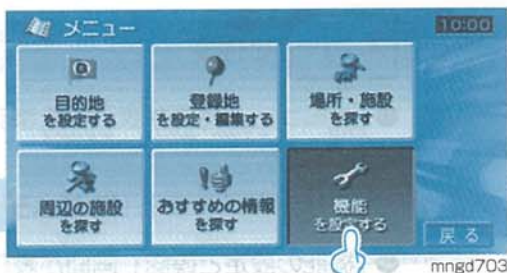 メニュー
10:00
目的地
を設定する
登録地
を設定・編集する
場所・施設
を探す
周辺の施設
を探す
おすすめの情報
を探す
機能
を設定する
戻る
mngd703